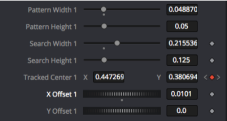 Pattern Width 1 0.048870
Pattern Height 1 0.05
Search Width 1 0.215536
Search Height 1 0.125
Tracked Center 1 X 0.447269 Y 0.380694
X Offset 1 0.0101
Y Offset 1 0.0